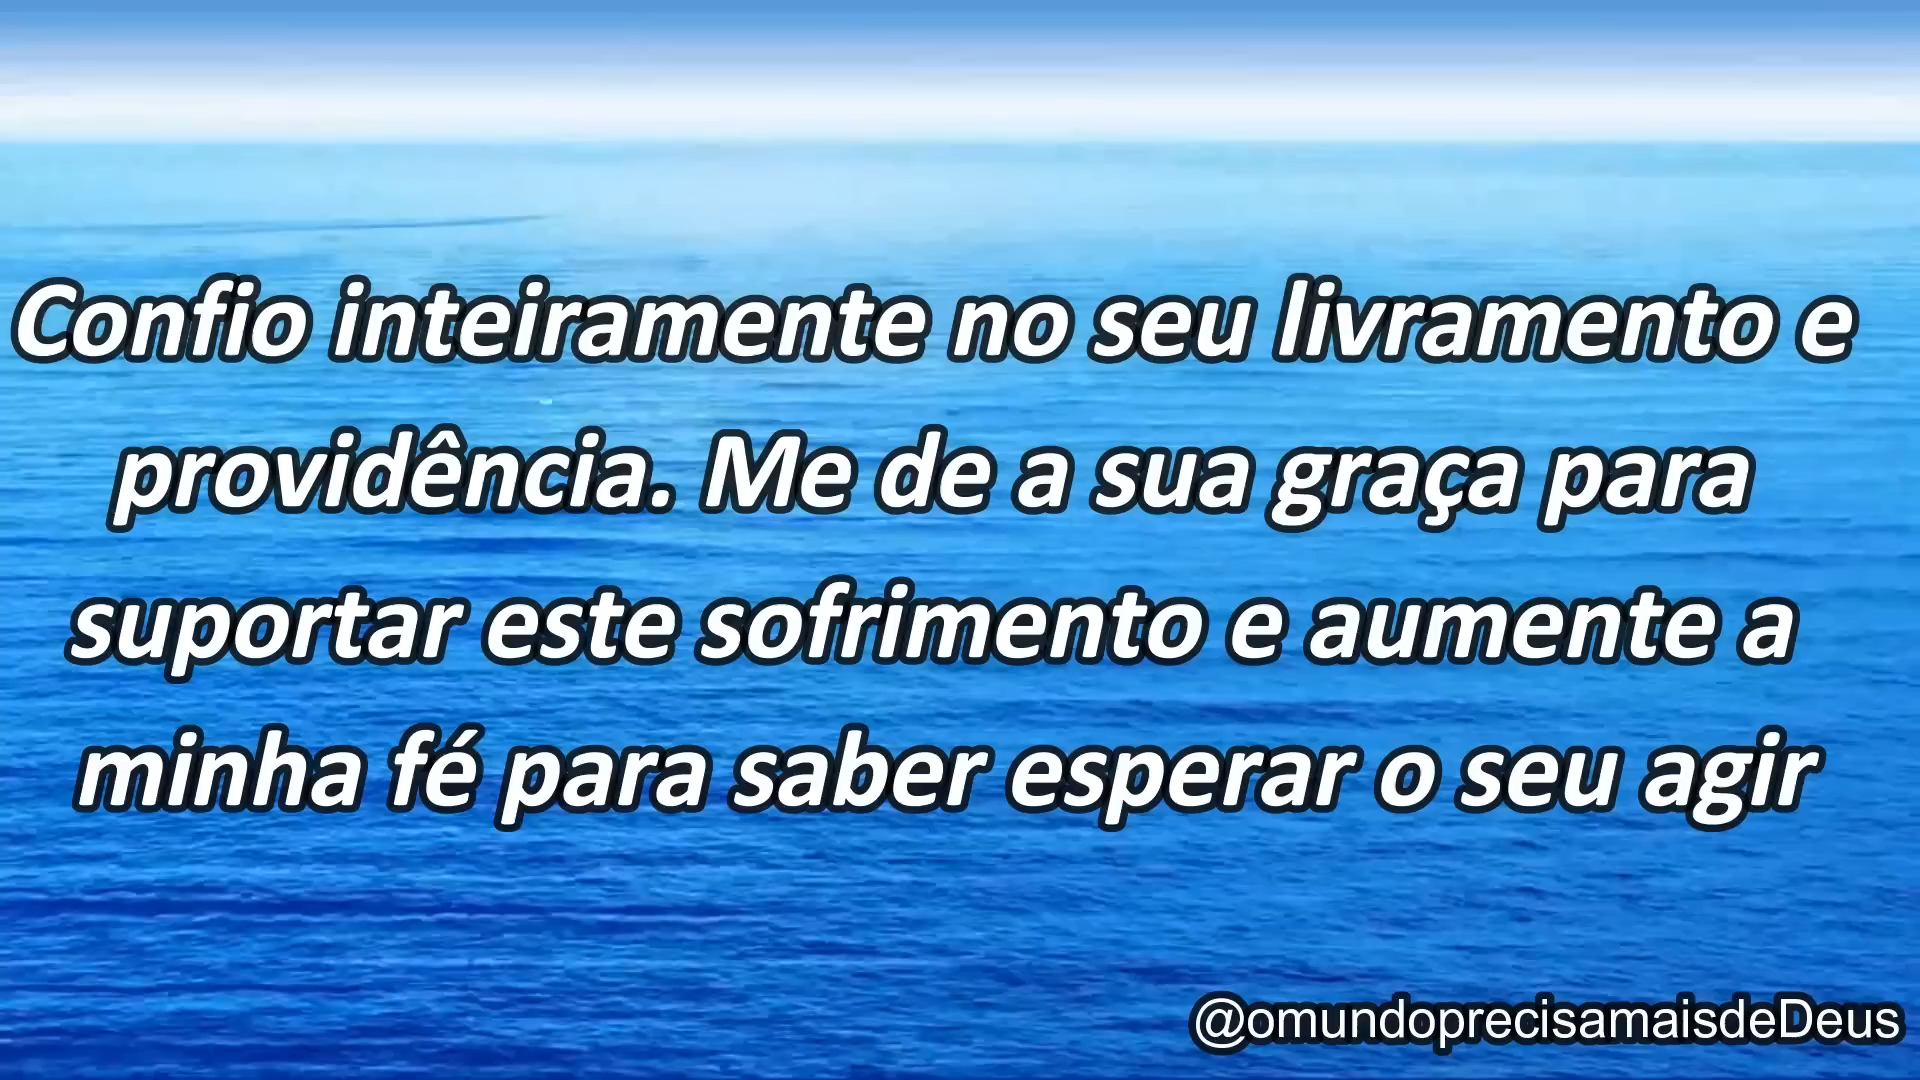 Confio inteiramente no seu livramento e
providência. Me de a sua graça para
suportar este sofrimento e aumente a
minha fé para saber esperar o seu agir
@omundoprecisamaisdeDeus